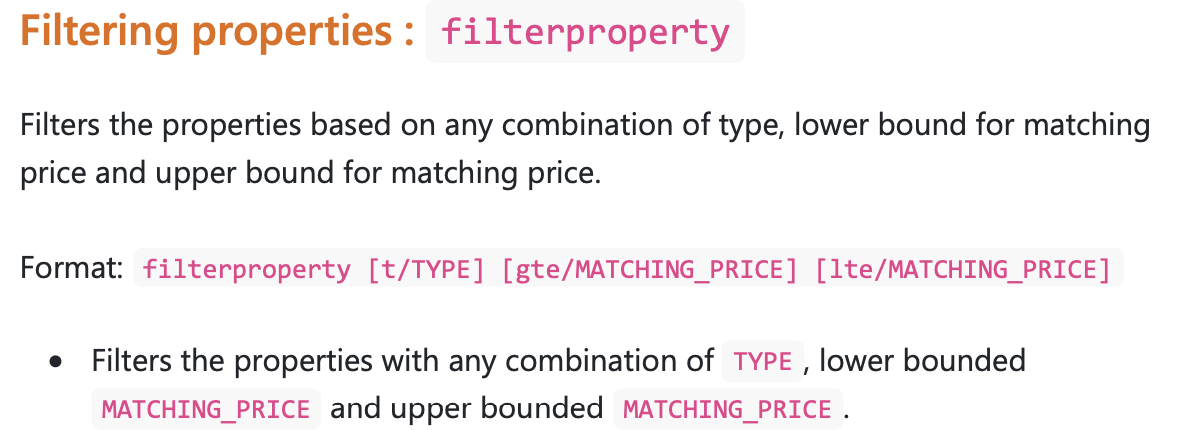 Filtering properties : filterproperty
Filters the properties based on any combination of type, lower bound for matching
price and upper bound for matching price.
Format: filterproperty [t/TYPE] [gte/MATCHING_PRICE] [lte/MATCHING_PRICE]
• Filters the properties with any combination of TYPE , lower bounded
MATCHING_PRICE and upper bounded MATCHING_PRICE .